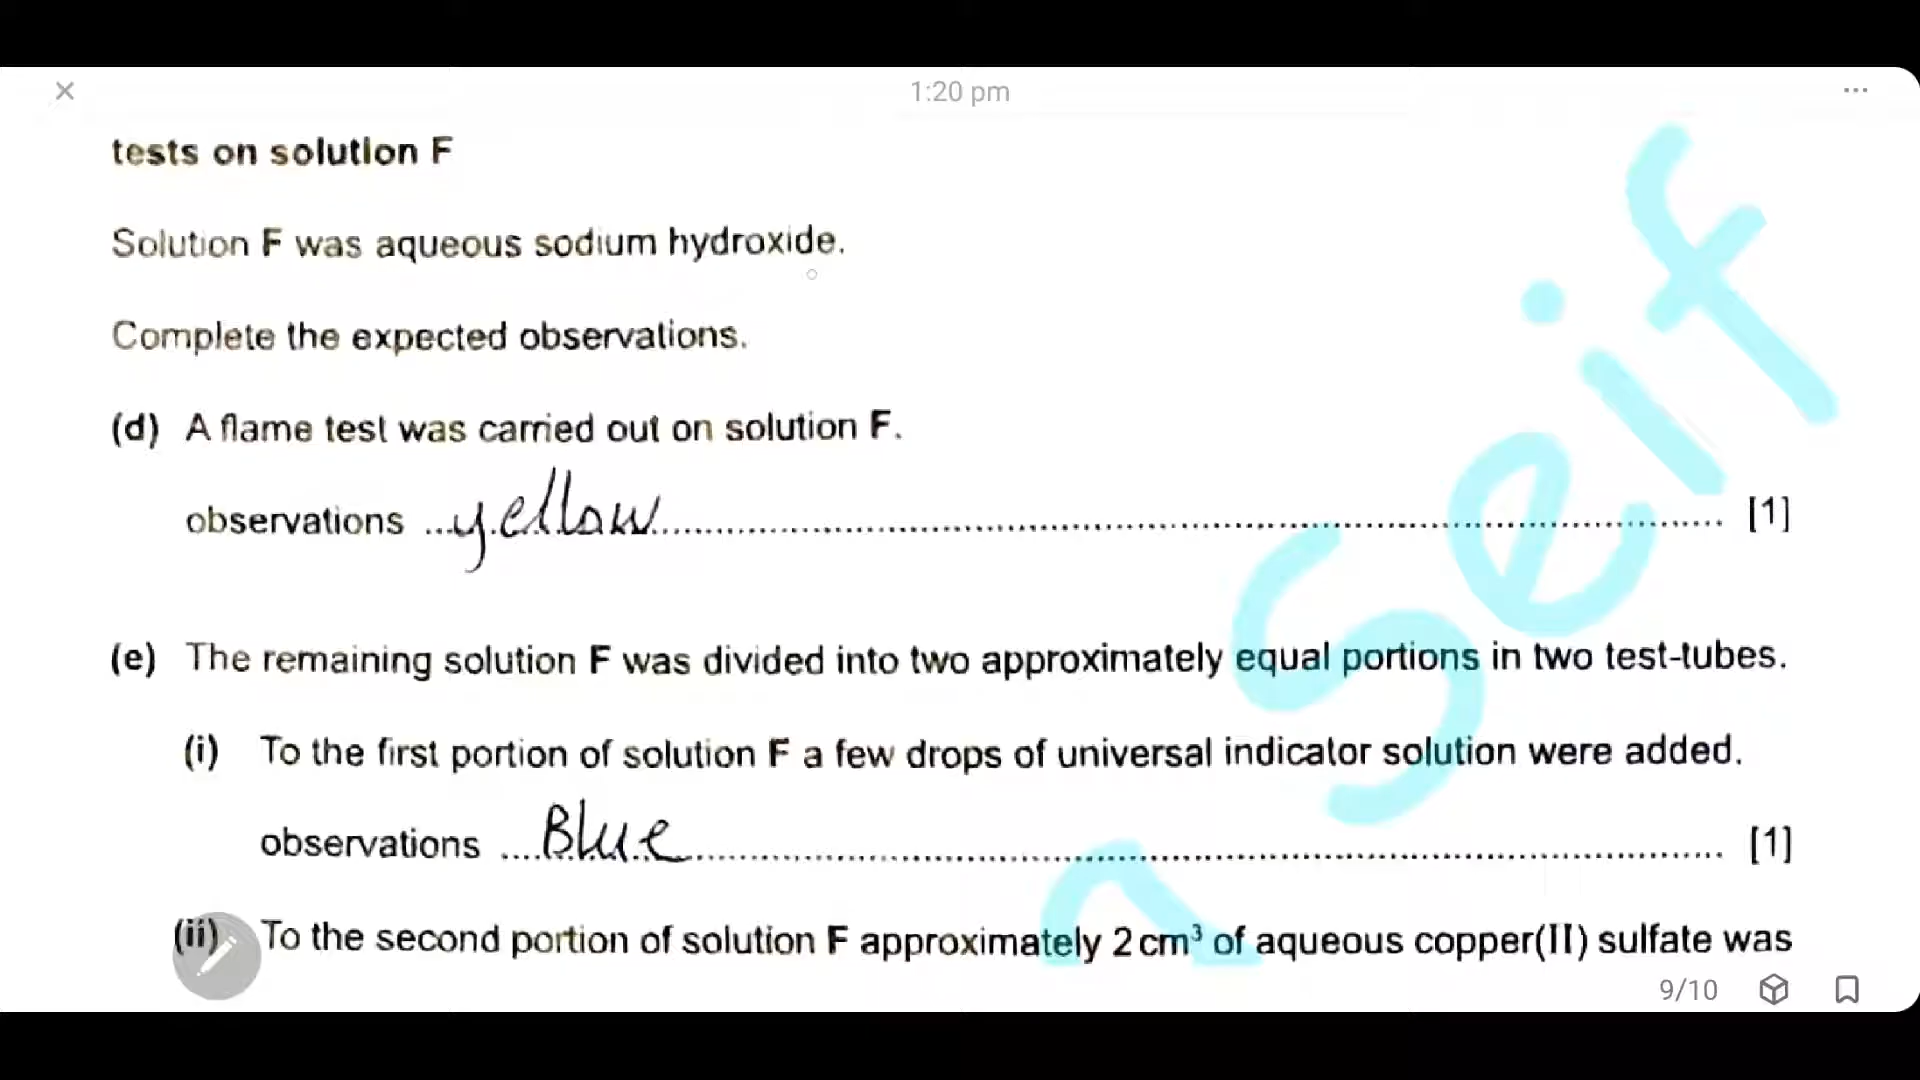 1:20 pm
tests on solution F
Solution F was aqueous sodium hydroxide.
Complete the expected observations.
(d) A flame test was carried out on solution F.
observations ...yellow................ [1]
(e) The remaining solution F was divided into two approximately equal portions in two test-tubes.
(i) To the first portion of solution F a few drops of universal indicator solution were added.
observations ....Blue................ [1]
(ii) To the second portion of solution F approximately 2 cm³ of aqueous copper(II) sulfate was
9/10
Seif